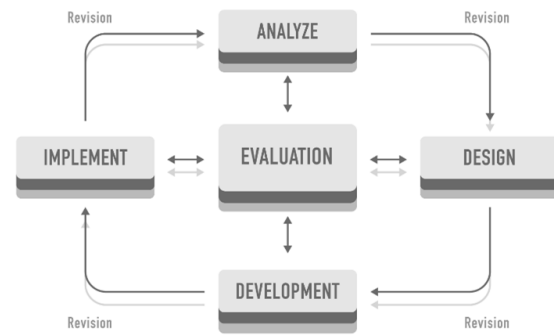 Revision
Revision
ANALYZE
IMPLEMENT
EVALUATION
DESIGN
DEVELOPMENT
Revision
Revision